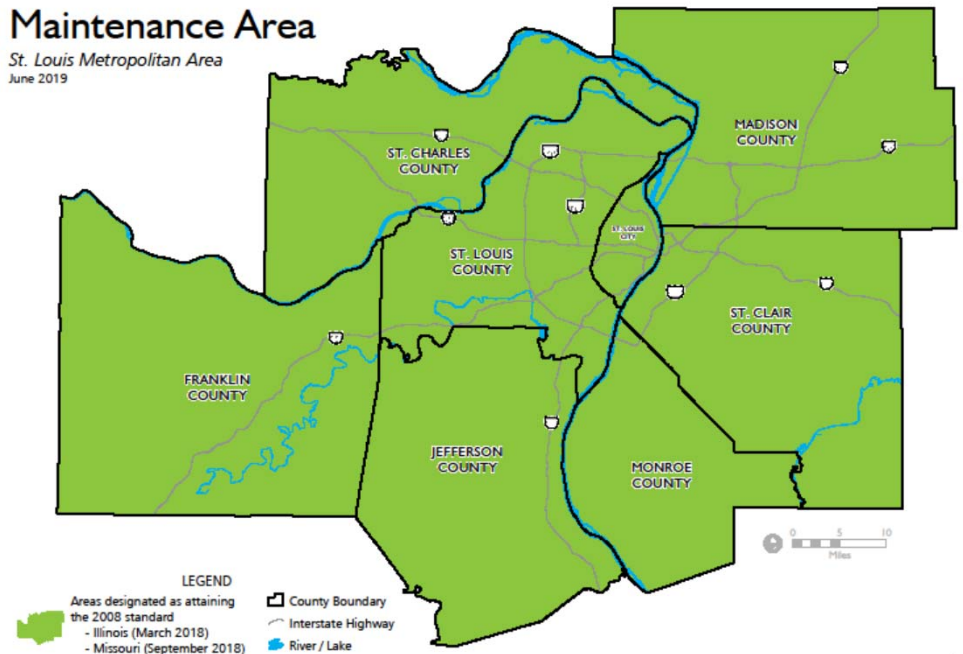 Maintenance Area
St. Louis Metropolitan Area
June 2019
MADISON
COUNTY
ST. CHARLES
COUNTY
ST. LOUIS
CITY
ST. LOUIS
COUNTY
ST. CLAIR
COUNTY
FRANKLIN
COUNTY
JEFFERSON
COUNTY
MONROE
COUNTY
0 5 10
Miles
LEGEND
Areas designated as attaining
the 2008 standard
- Illinois (March 2018)
- Missouri (September 2018)
County Boundary
Interstate Highway
River / Lake